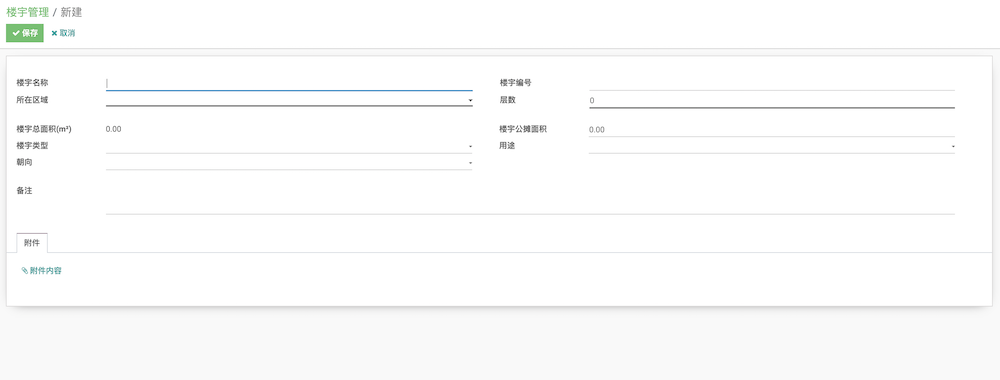 楼宇管理 / 新建
保存 取消
楼宇名称 楼宇编号
所在区域 层数 0
楼宇总面积(m²) 0.00 楼宇公摊面积 0.00
楼宇类型 用途
朝向
备注
附件
附件内容